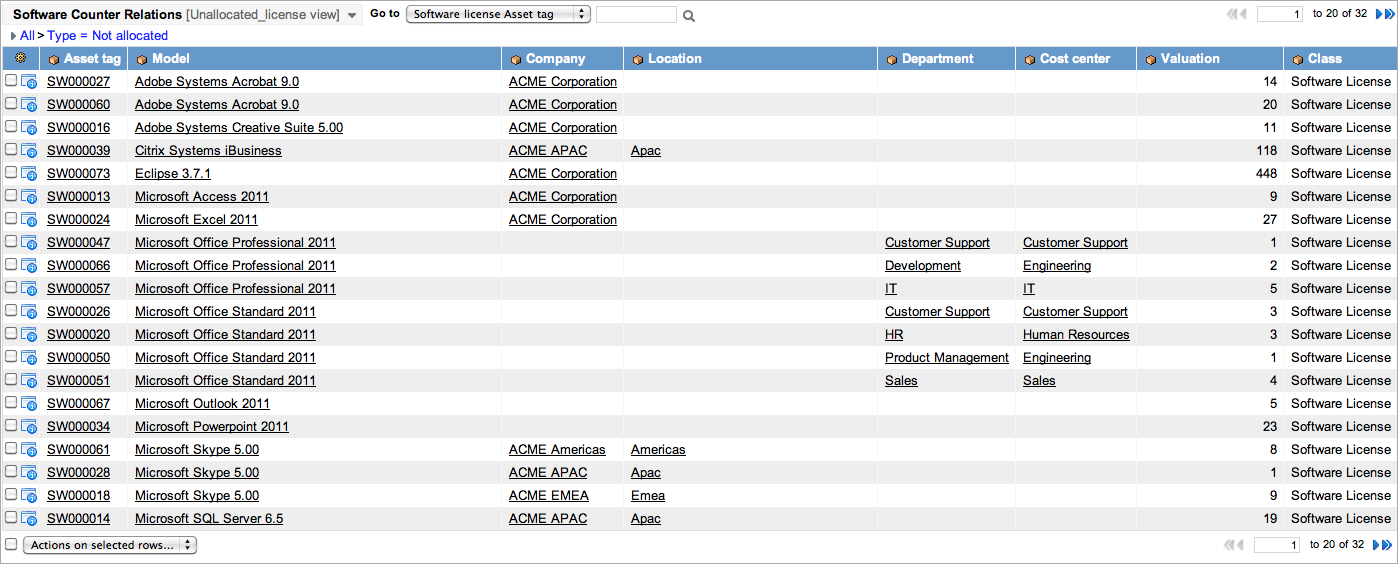 Software Counter Relations [Unallocated_license view] Go to Software license Asset tag 1 to 20 of 32
All > Type = Not allocated
Asset tag Model Company Location Department Cost center Valuation Class
SW000027 Adobe Systems Acrobat 9.0 ACME Corporation 14 Software License
SW000060 Adobe Systems Acrobat 9.0 ACME Corporation 20 Software License
SW000016 Adobe Systems Creative Suite 5.00 ACME Corporation 11 Software License
SW000039 Citrix Systems iBusiness ACME APAC Apac 118 Software License
SW000073 Eclipse 3.7.1 ACME Corporation 448 Software License
SW000013 Microsoft Access 2011 ACME Corporation 9 Software License
SW000024 Microsoft Excel 2011 ACME Corporation 27 Software License
SW000047 Microsoft Office Professional 2011 Customer Support Customer Support 1 Software License
SW000066 Microsoft Office Professional 2011 Development Engineering 2 Software License
SW000057 Microsoft Office Professional 2011 IT IT 5 Software License
SW000026 Microsoft Office Standard 2011 Customer Support Customer Support 3 Software License
SW000020 Microsoft Office Standard 2011 HR Human Resources 3 Software License
SW000050 Microsoft Office Standard 2011 Product Management Engineering 1 Software License
SW000051 Microsoft Office Standard 2011 Sales Sales 4 Software License
SW000067 Microsoft Outlook 2011 5 Software License
SW000034 Microsoft Powerpoint 2011 23 Software License
SW000061 Microsoft Skype 5.00 ACME Americas Americas 8 Software License
SW000028 Microsoft Skype 5.00 ACME APAC Apac 1 Software License
SW000018 Microsoft Skype 5.00 ACME EMEA Emea 9 Software License
SW000014 Microsoft SQL Server 6.5 ACME APAC Apac 19 Software License
Actions on selected rows... 1 to 20 of 32